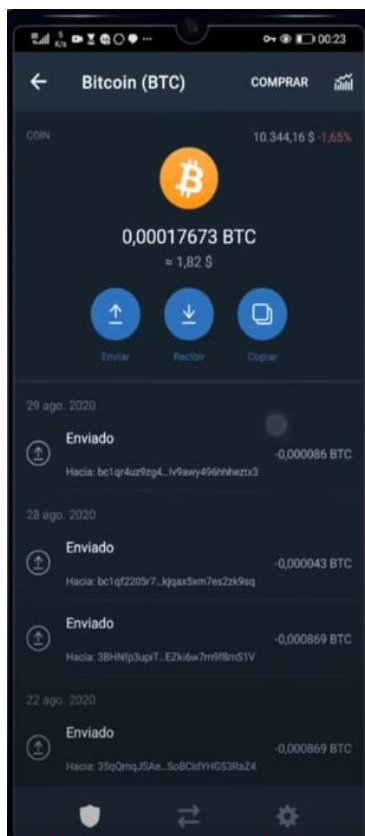 5 K/s 00:23
Bitcoin (BTC) COMPRAR
COIN 10.344,16 $ -1,65%
0,00017673 BTC
≈ 1,82 $
Enviar Recibir Copiar
29 ago. 2020
Enviado
-0,000086 BTC
Hacia: bc1qr4uz9zg4...lv9awy496hhheztx3
28 ago. 2020
Enviado
-0,000043 BTC
Hacia: bc1qf2205r7...kjqax5xm7es2zk9sq
Enviado
-0,000869 BTC
Hacia: 3BHNfp3upiT...EZki6w7m9f8mS1V
22 ago. 2020
Enviado
-0,000869 BTC
Hacia: 35qQmqJSAe...SoBCidYHGS3RaZ4